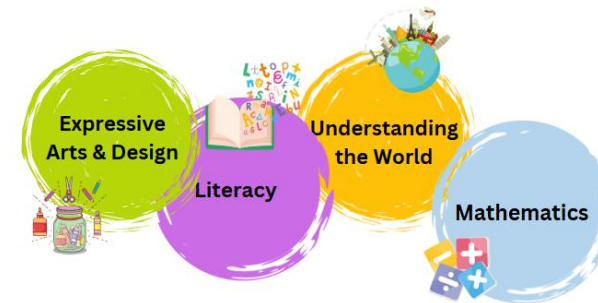 Expressive
Arts & Design
Literacy
Understanding
the World
Mathematics